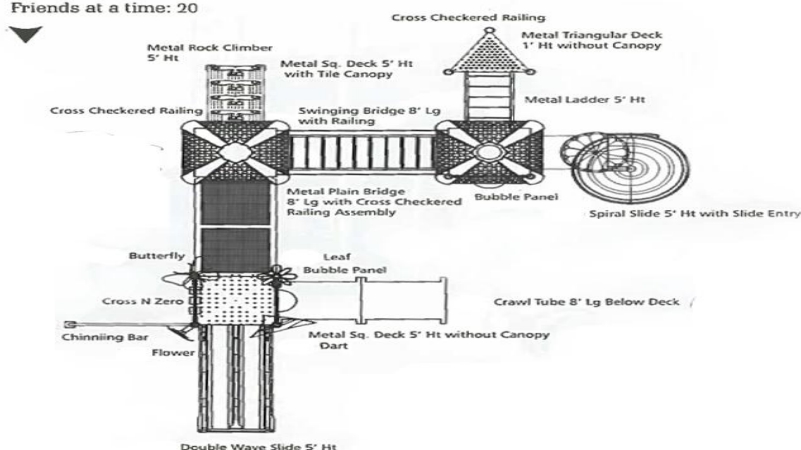 Friends at a time: 20
Cross Checkered Railing
Metal Triangular Deck
1' Ht without Canopy
Metal Rock Climber
5' Ht
Metal Sq. Deck 5' Ht
with Tile Canopy
Cross Checkered Railing
Swinging Bridge 8' Lg
with Railing
Metal Ladder 5' Ht
Metal Plain Bridge
8' Lg with Cross Checkered
Railing Assembly
Bubble Panel
Spiral Slide 5' Ht with Slide Entry
Butterfly
Leaf
Bubble Panel
Cross N Zero
Crawl Tube 8' Lg Below Deck
Chinniing Bar
Flower
Metal Sq. Deck 5' Ht without Canopy
Dart
Double Wave Slide 5' Ht